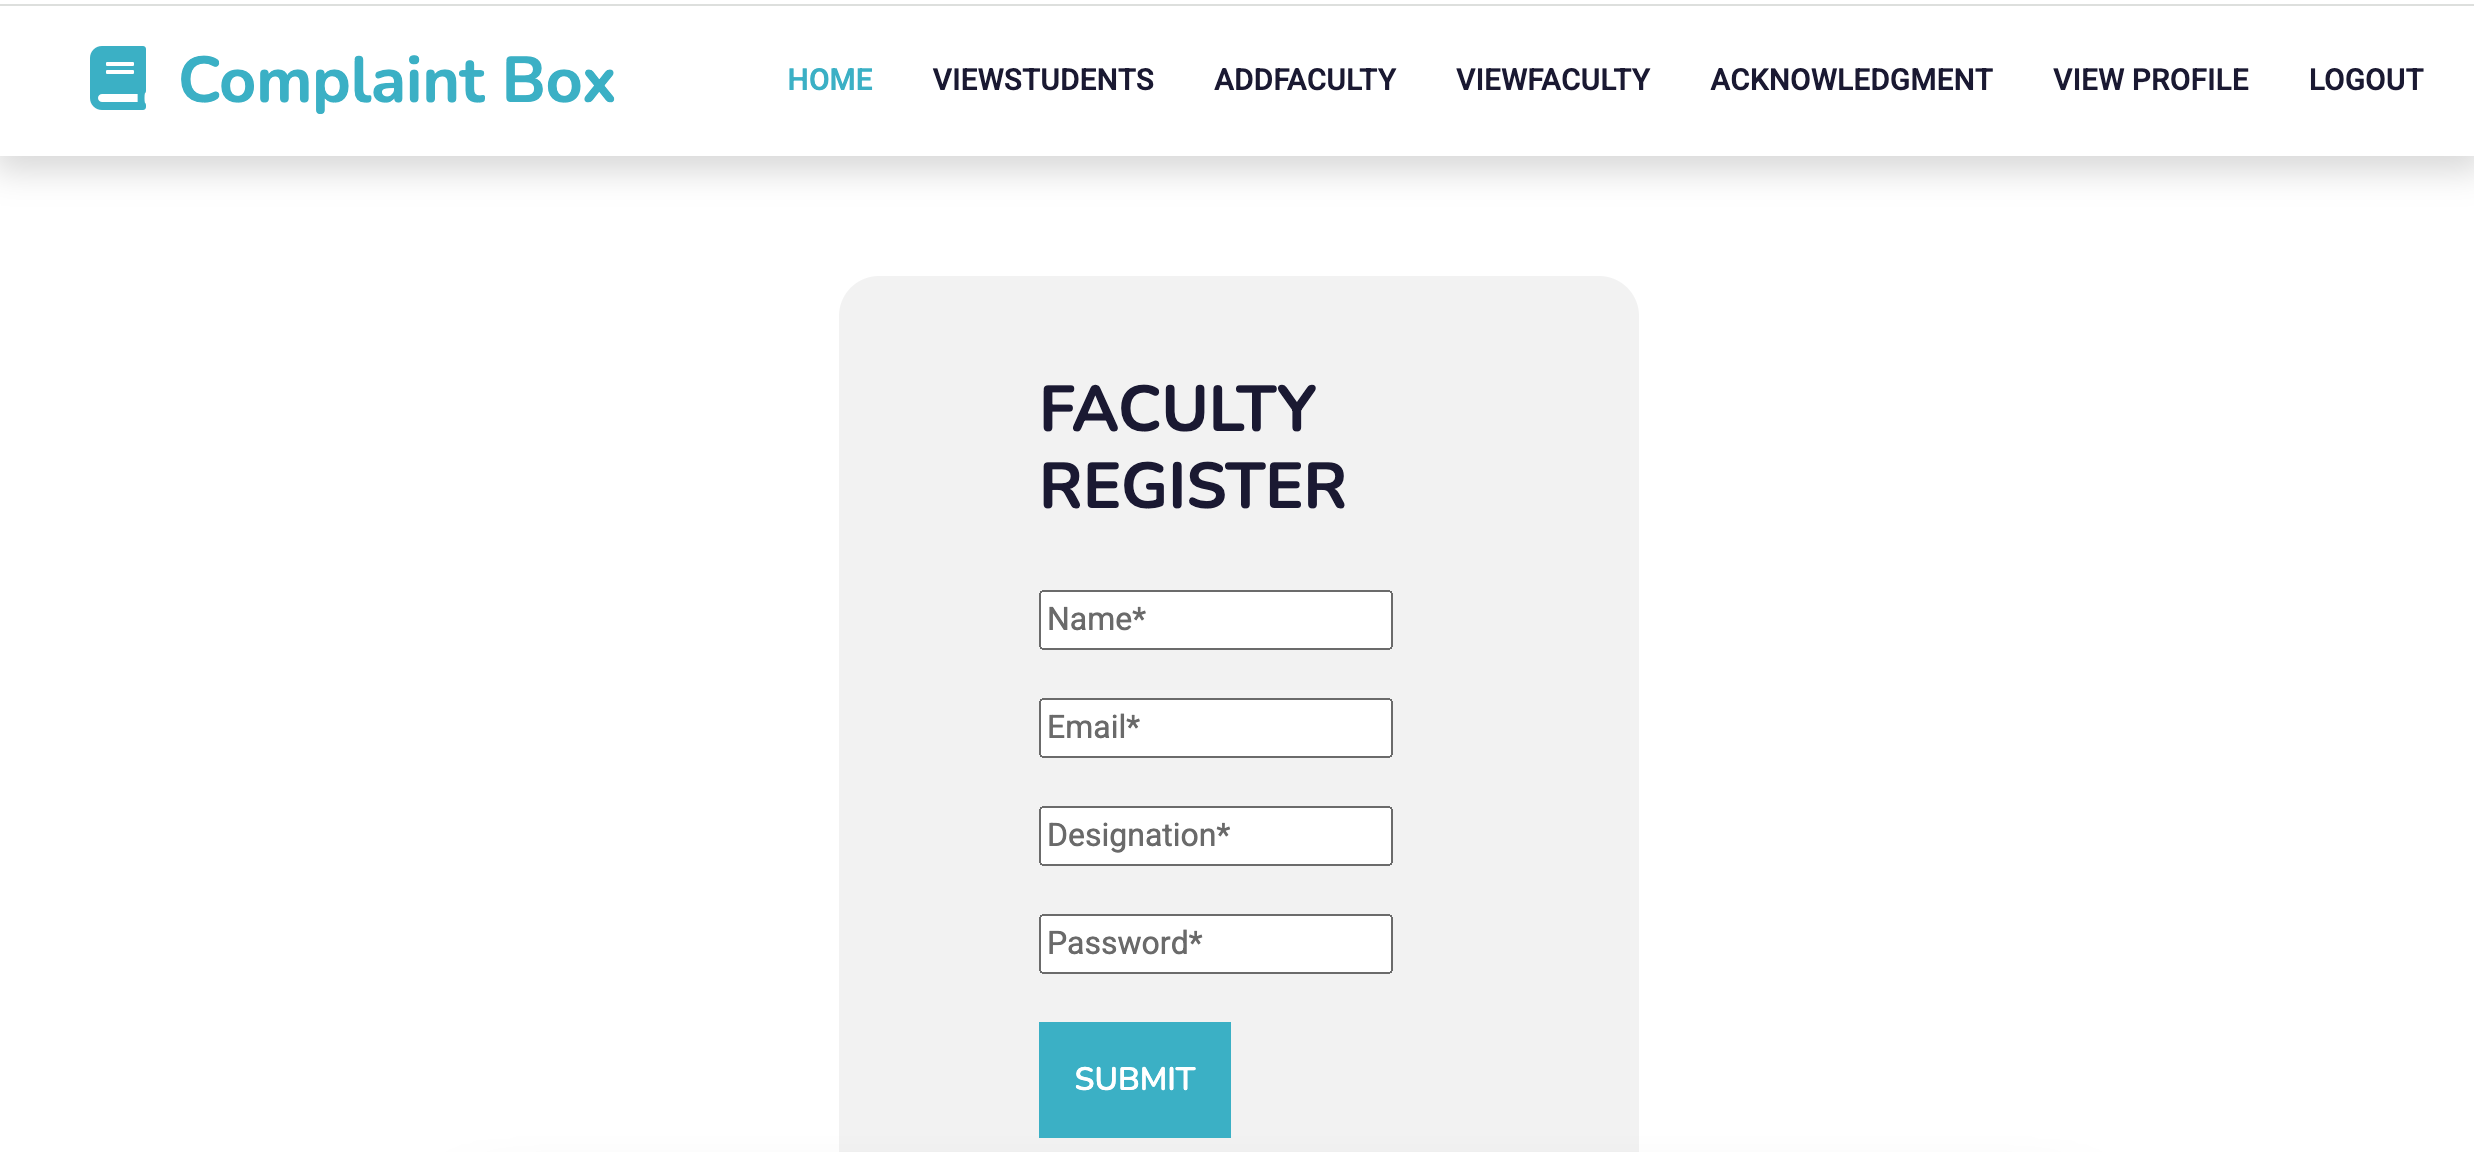 Complaint Box
HOME VIEWSTUDENTS ADDFACULTY VIEWFACULTY ACKNOWLEDGMENT VIEW PROFILE LOGOUT
FACULTY
REGISTER
Name*
Email*
Designation*
Password*
SUBMIT